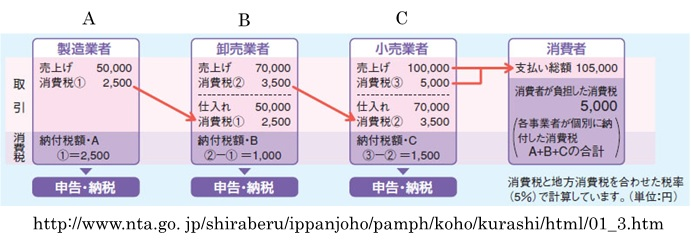 A
B
C
製造業者
売上げ 50,000
消費税① 2,500
納付税額・A
①=2,500
申告・納税
卸売業者
売上げ 70,000
消費税② 3,500
仕入れ 50,000
消費税① 2,500
納付税額・B
②－①=1,000
申告・納税
小売業者
売上げ 100,000
消費税③ 5,000
仕入れ 70,000
消費税② 3,500
納付税額・C
③－②=1,500
申告・納税
消費者
支払い総額 105,000
消費者が負担した消費税
5,000
各事業者が個別に納
付した消費税
A+B+Cの合計
取引
消費税
消費税と地方消費税を合わせた税率
(5%)で計算しています。(単位:円)
http://www.nta.go. jp/shiraberu/ippanjoho/pamph/koho/kurashi/html/01_3.htm